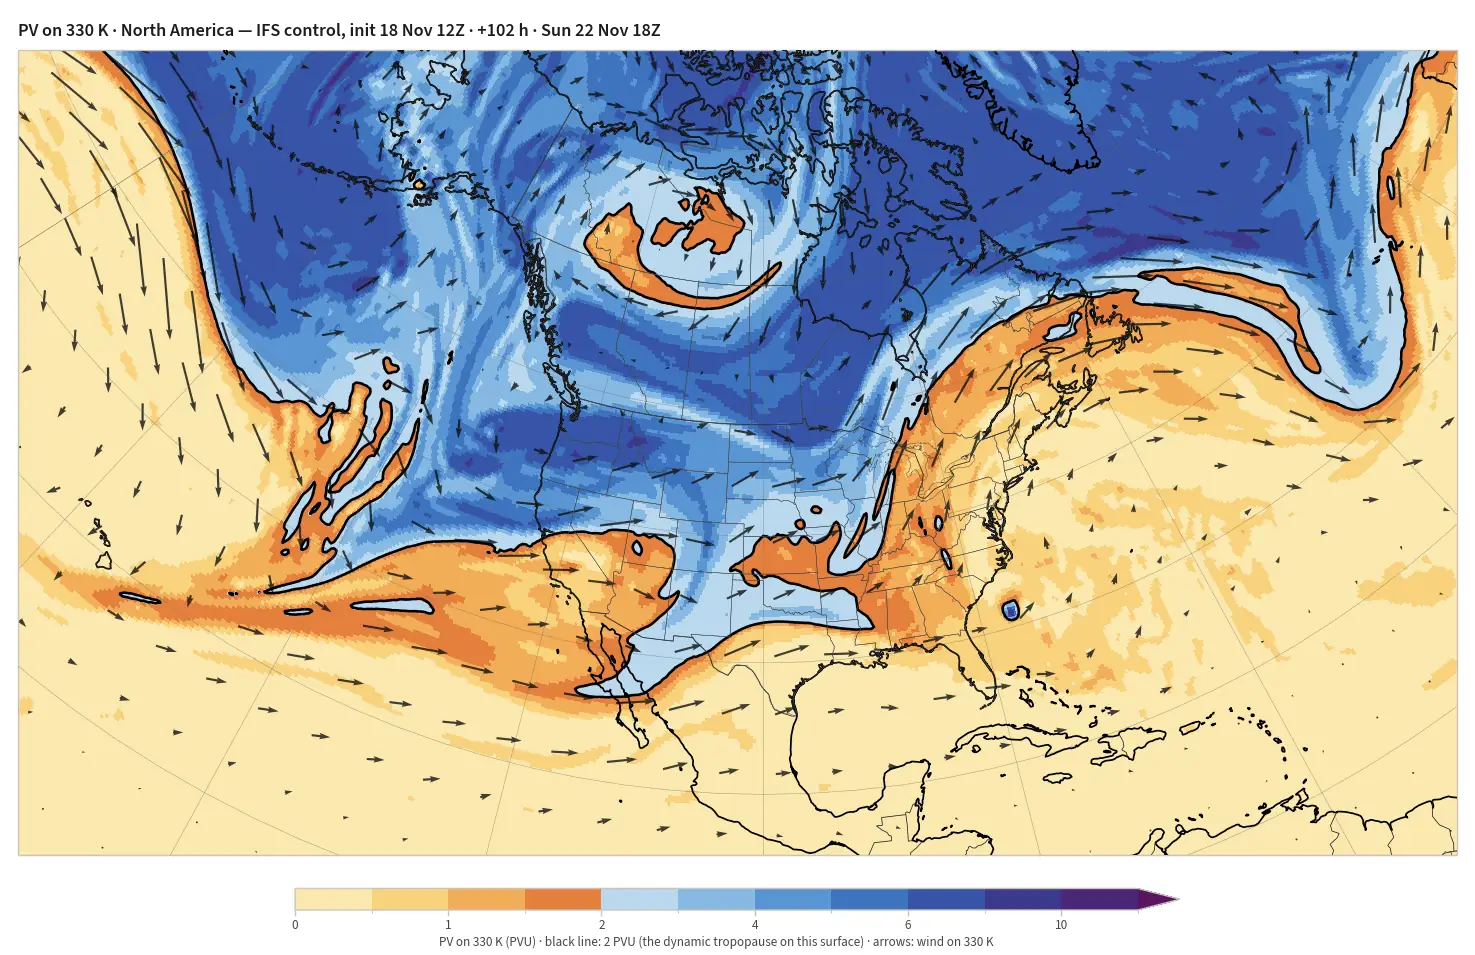 PV on 330 K · North America — IFS control, init 18 Nov 12Z · +102 h · Sun 22 Nov 18Z
0 1 2 4 6 10
PV on 330 K (PVU) · black line: 2 PVU (the dynamic tropopause on this surface) · arrows: wind on 330 K